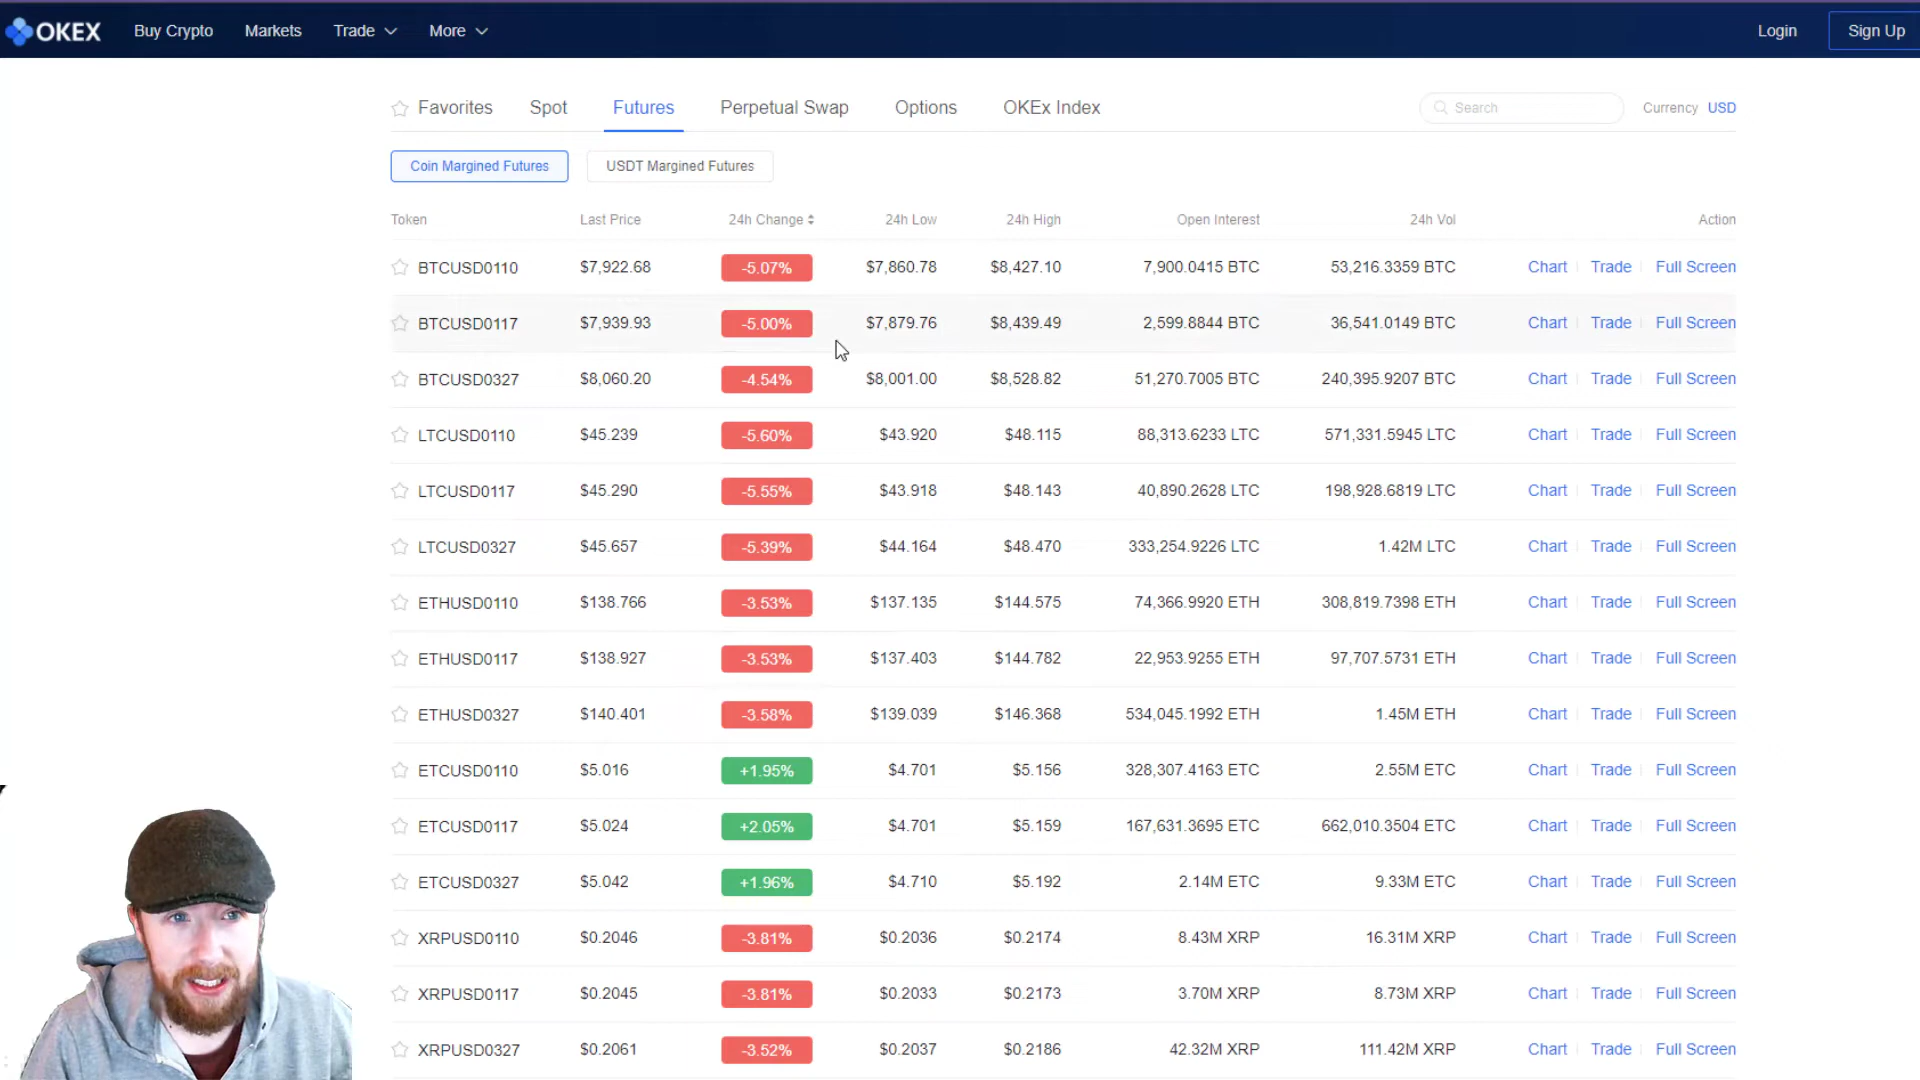 OKEX Buy Crypto Markets Trade More Login Sign Up
Favorites Spot Futures Perpetual Swap Options OKEx Index Search Currency USD
Coin Margined Futures USDT Margined Futures
Token Last Price 24h Change 24h Low 24h High Open Interest 24h Vol Action
BTCUSD0110 $7,922.68 -5.07% $7,860.78 $8,427.10 7,900.0415 BTC 53,216.3359 BTC Chart Trade Full Screen
BTCUSD0117 $7,939.93 -5.00% $7,879.76 $8,439.49 2,599.8844 BTC 36,541.0149 BTC Chart Trade Full Screen
BTCUSD0327 $8,060.20 -4.54% $8,001.00 $8,528.82 51,270.7005 BTC 240,395.9207 BTC Chart Trade Full Screen
LTCUSD0110 $45.239 -5.60% $43.920 $48.115 88,313.6233 LTC 571,331.5945 LTC Chart Trade Full Screen
LTCUSD0117 $45.290 -5.55% $43.918 $48.143 40,890.2628 LTC 198,928.6819 LTC Chart Trade Full Screen
LTCUSD0327 $45.657 -5.39% $44.164 $48.470 333,254.9226 LTC 1.42M LTC Chart Trade Full Screen
ETHUSD0110 $138.766 -3.53% $137.135 $144.575 74,366.9920 ETH 308,819.7398 ETH Chart Trade Full Screen
ETHUSD0117 $138.927 -3.53% $137.403 $144.782 22,953.9255 ETH 97,707.5731 ETH Chart Trade Full Screen
ETHUSD0327 $140.401 -3.58% $139.039 $146.368 534,045.1992 ETH 1.45M ETH Chart Trade Full Screen
ETCUSD0110 $5.016 +1.95% $4.701 $5.156 328,307.4163 ETC 2.55M ETC Chart Trade Full Screen
ETCUSD0117 $5.024 +2.05% $4.701 $5.159 167,631.3695 ETC 662,010.3504 ETC Chart Trade Full Screen
ETCUSD0327 $5.042 +1.96% $4.710 $5.192 2.14M ETC 9.33M ETC Chart Trade Full Screen
XRPUSD0110 $0.2046 -3.81% $0.2036 $0.2174 8.43M XRP 16.31M XRP Chart Trade Full Screen
XRPUSD0117 $0.2045 -3.81% $0.2033 $0.2173 3.70M XRP 8.73M XRP Chart Trade Full Screen
XRPUSD0327 $0.2061 -3.52% $0.2037 $0.2186 42.32M XRP 111.42M XRP Chart Trade Full Screen